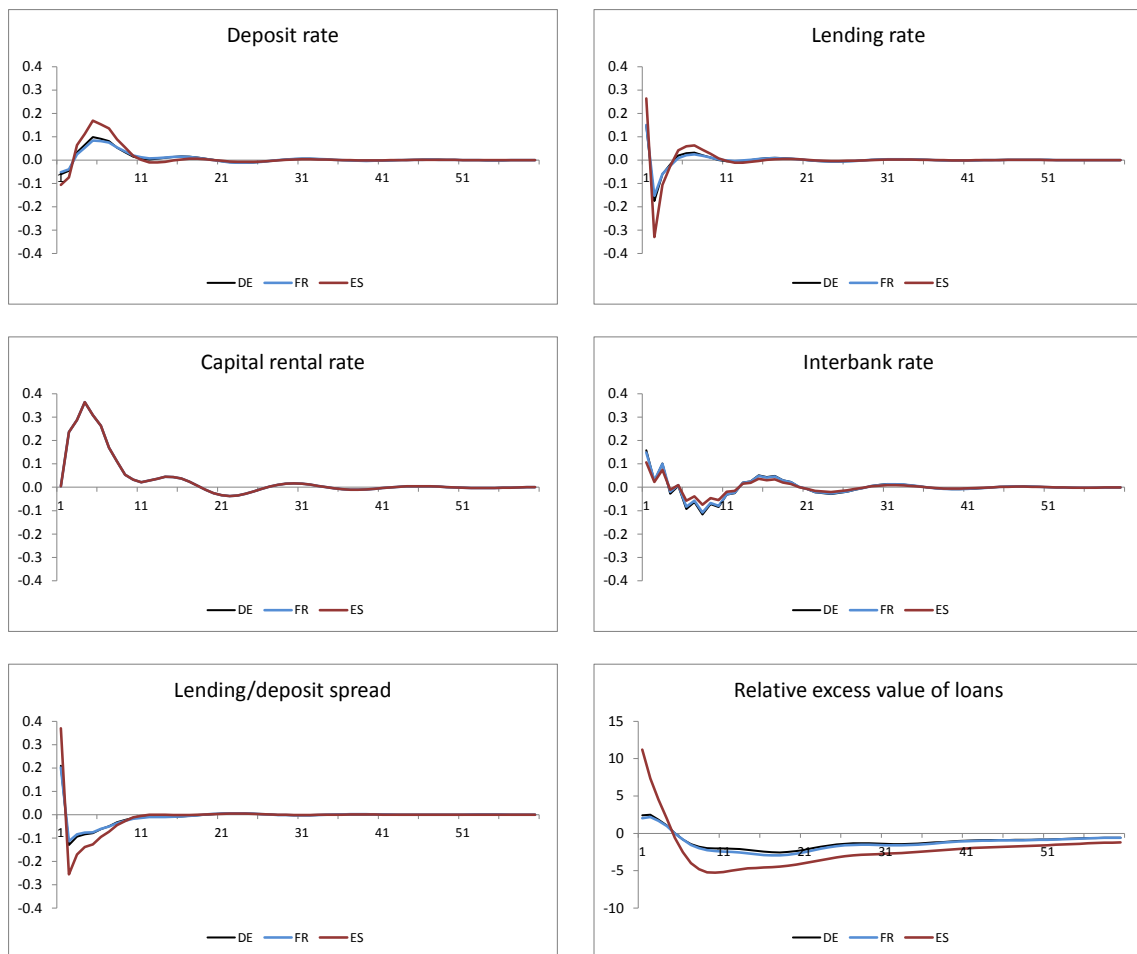 Deposit rate
0.4
0.3
0.2
0.1
0.0
-0.1
-0.2
-0.3
-0.4
1 11 21 31 41 51
DE FR ES
Lending rate
0.4
0.3
0.2
0.1
0.0
-0.1
-0.2
-0.3
-0.4
1 11 21 31 41 51
DE FR ES
Capital rental rate
0.4
0.3
0.2
0.1
0.0
-0.1
-0.2
-0.3
-0.4
1 11 21 31 41 51
DE FR ES
Interbank rate
0.4
0.3
0.2
0.1
0.0
-0.1
-0.2
-0.3
-0.4
1 11 21 31 41 51
DE FR ES
Lending/deposit spread
0.4
0.3
0.2
0.1
0.0
-0.1
-0.2
-0.3
-0.4
1 11 21 31 41 51
DE FR ES
Relative excess value of loans
15
10
5
0
-5
-10
1 11 21 31 41 51
DE FR ES